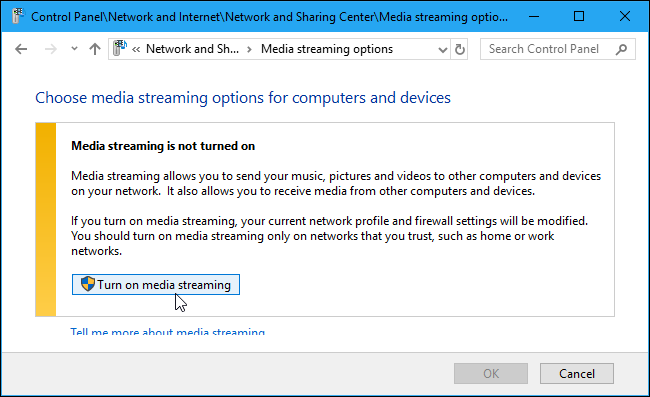 Control Panel\Network and Internet\Network and Sharing Center\Media streaming optio...
« Network and Sh... > Media streaming options
Search Control Panel
Choose media streaming options for computers and devices
Media streaming is not turned on
Media streaming allows you to send your music, pictures and videos to other computers and devices
on your network.  It also allows you to receive media from other computers and devices.
If you turn on media streaming, your current network profile and firewall settings will be modified.
You should turn on media streaming only on networks that you trust, such as home or work
networks.
Turn on media streaming
Tell me more about media streaming
OK
Cancel